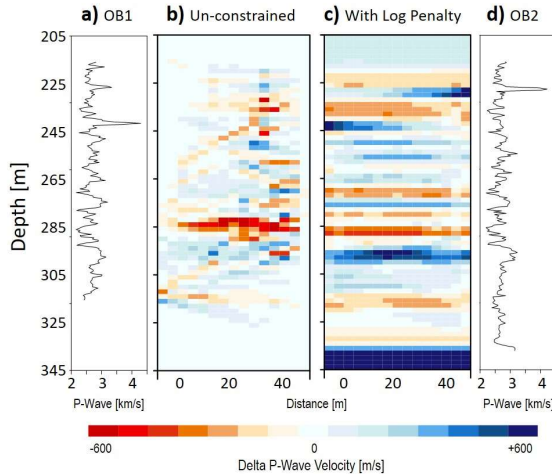 a) OB1 b) Un-constrained c) With Log Penalty d) OB2
205
225
245
265
285
305
325
345
Depth [m]
2 3 4 0 20 40 0 20 40 2 3 4
P-Wave [km/s] Distance [m] P-Wave [km/s]
-600 0 +600
Delta P-Wave Velocity [m/s]